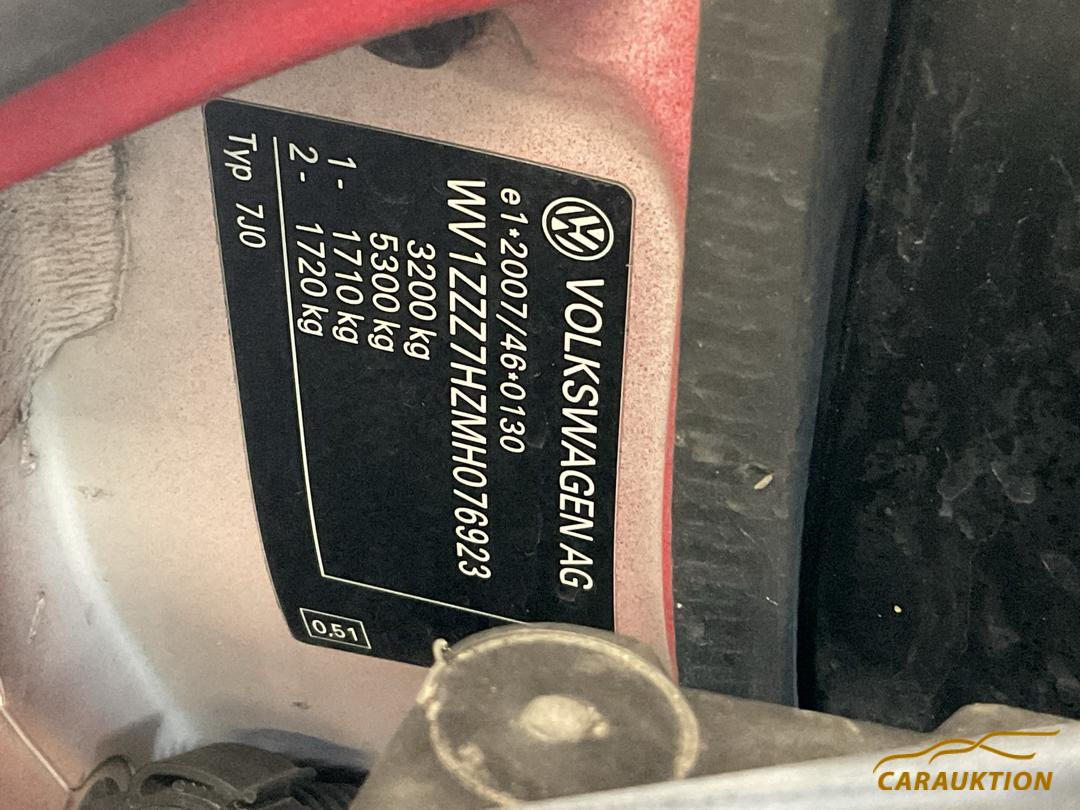 VOLKSWAGEN AG
e1*2007/46*0130
WV1ZZZ7HZMH076923
3200 kg
5300 kg
1 - 1710 kg
2 - 1720 kg
Typ 7J0
0.51
CARAUKTION